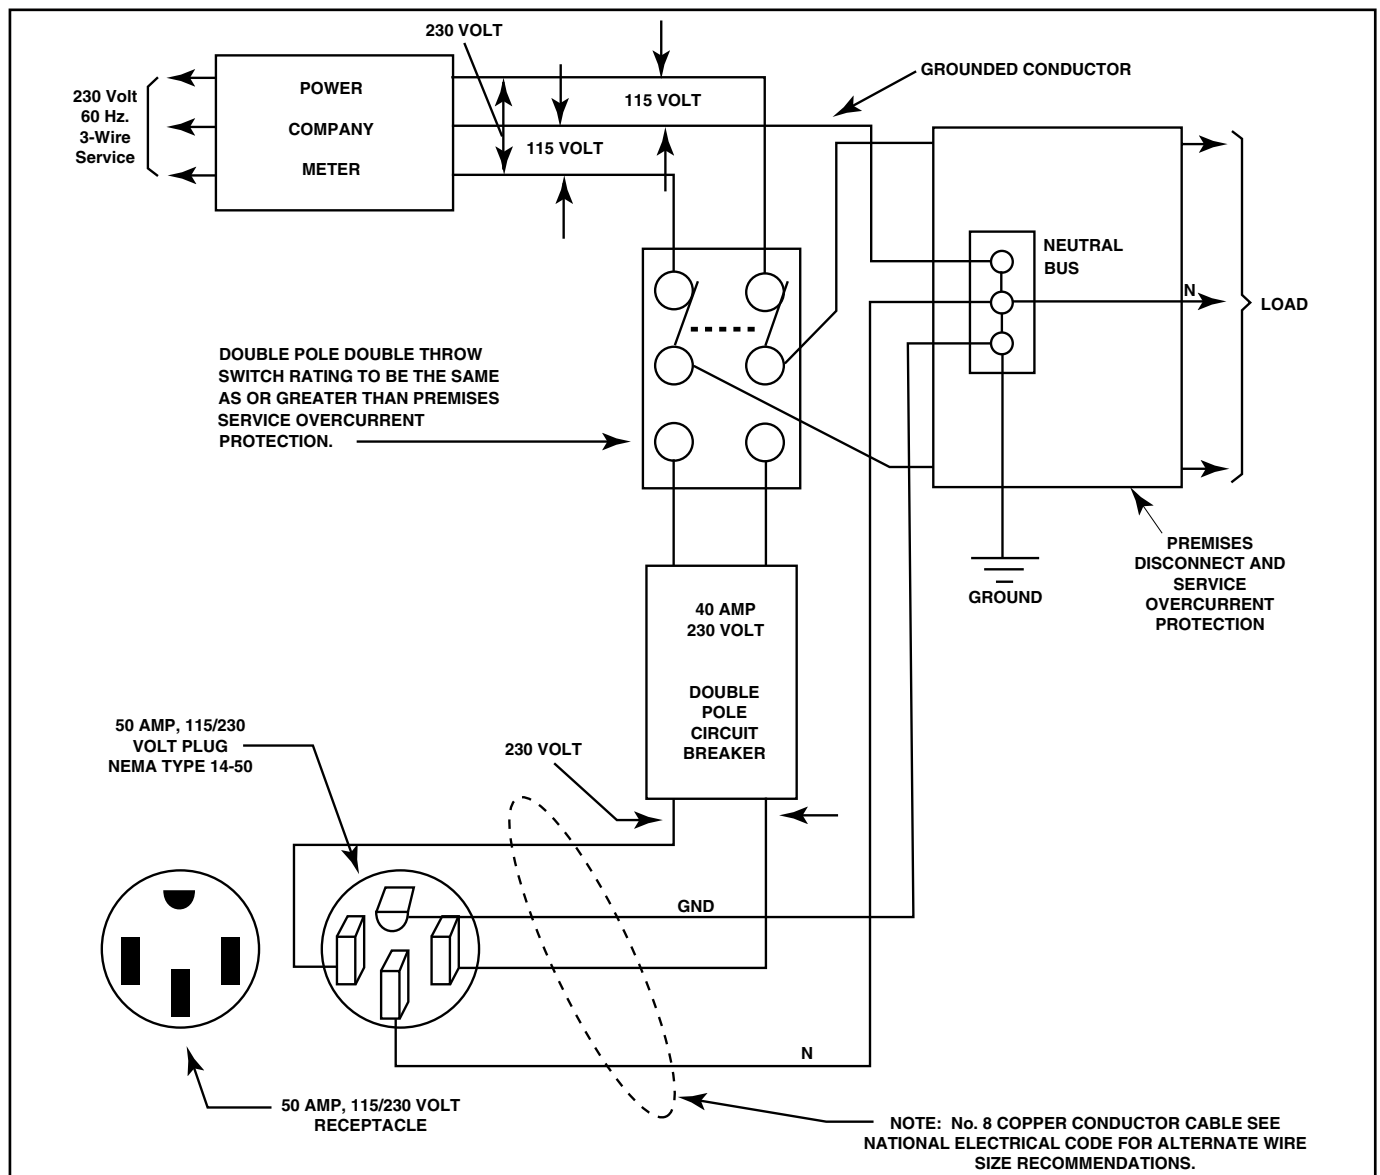 230 VOLT
GROUNDED CONDUCTOR
POWER
COMPANY
METER
230 Volt
60 Hz.
3-Wire
Service
115 VOLT
115 VOLT
NEUTRAL
BUS
N
LOAD
DOUBLE POLE DOUBLE THROW
SWITCH RATING TO BE THE SAME
AS OR GREATER THAN PREMISES
SERVICE OVERCURRENT
PROTECTION.
GROUND
PREMISES
DISCONNECT AND
SERVICE
OVERCURRENT
PROTECTION
40 AMP
230 VOLT
DOUBLE
POLE
CIRCUIT
BREAKER
50 AMP, 115/230
VOLT PLUG
NEMA TYPE 14-50
230 VOLT
GND
N
50 AMP, 115/230 VOLT
RECEPTACLE
NOTE: No. 8 COPPER CONDUCTOR CABLE SEE
NATIONAL ELECTRICAL CODE FOR ALTERNATE WIRE
SIZE RECOMMENDATIONS.